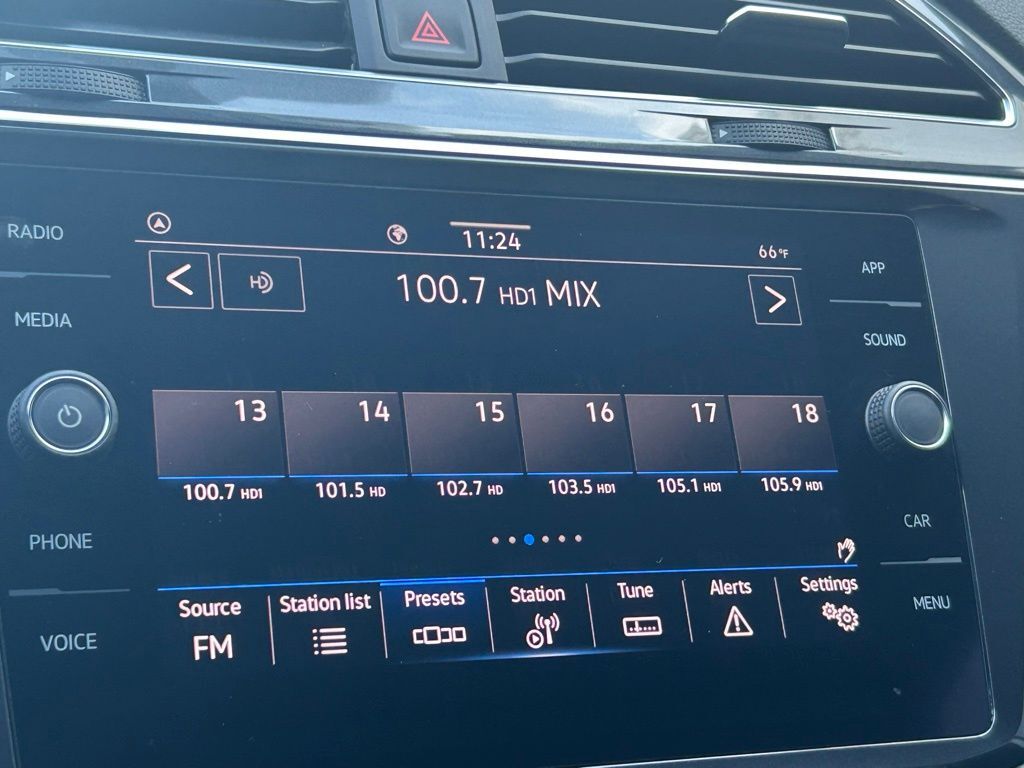 RADIO
MEDIA
PHONE
VOICE
11:24
66°F
HD
100.7 HD1 MIX
13 14 15 16 17 18
100.7 HD1 101.5 HD 102.7 HD 103.5 HD1 105.1 HD1 105.9 HD1
Source Station list Presets Station Tune Alerts Settings
FM
APP
SOUND
CAR
MENU